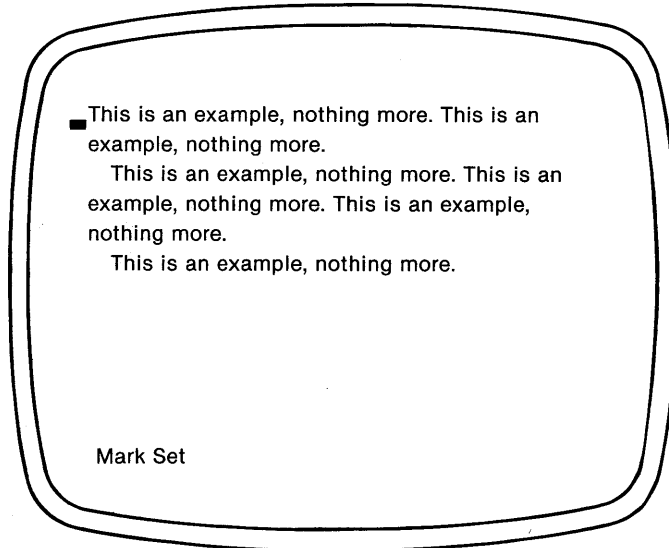 This is an example, nothing more. This is an
example, nothing more.
This is an example, nothing more. This is an
example, nothing more. This is an example,
nothing more.
This is an example, nothing more.
Mark Set